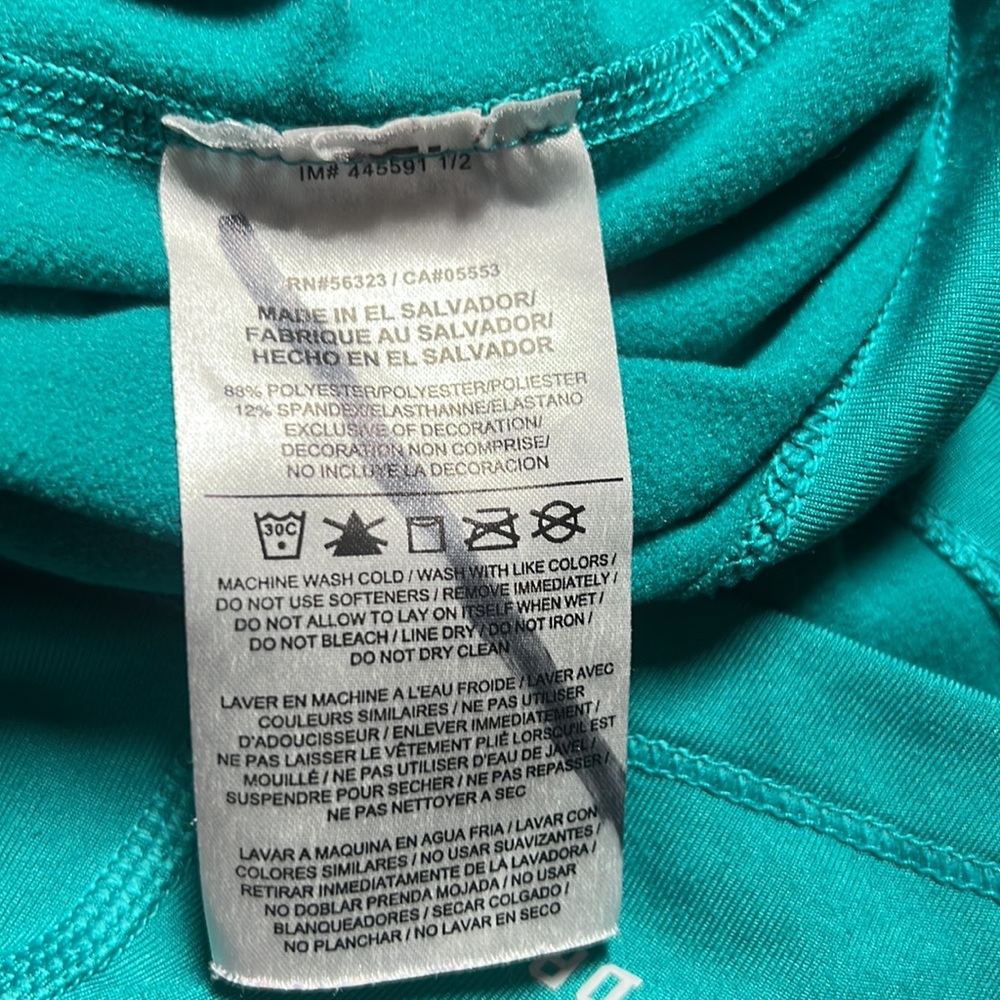 IM# 445591 1/2
RN#56323 / CA#05553
MADE IN EL SALVADOR/
FABRIQUE AU SALVADOR/
HECHO EN EL SALVADOR
88% POLYESTER/POLYESTER/POLIESTER
12% SPANDEX/ELASTHANNE/ELASTANO
EXCLUSIVE OF DECORATION/
DECORATION NON COMPRISE/
NO INCLUYE LA DECORACION
30C
MACHINE WASH COLD / WASH WITH LIKE COLORS /
DO NOT USE SOFTENERS / REMOVE IMMEDIATELY /
DO NOT ALLOW TO LAY ON ITSELF WHEN WET /
DO NOT BLEACH / LINE DRY / DO NOT IRON /
DO NOT DRY CLEAN
LAVER EN MACHINE A L'EAU FROIDE / LAVER AVEC
COULEURS SIMILAIRES / NE PAS UTILISER
D'ADOUCISSEUR / ENLEVER IMMEDIATEMENT /
NE PAS LAISSER LE VÊTEMENT PLIÉ LORSQU'IL EST
MOUILLÉ / NE PAS UTILISER D'EAU DE JAVEL /
SUSPENDRE POUR SECHER / NE PAS REPASSER /
NE PAS NETTOYER A SEC
LAVAR A MAQUINA EN AGUA FRIA / LAVAR CON
COLORES SIMILARES / NO USAR SUAVIZANTES /
RETIRAR INMEDIATAMENTE DE LA LAVADORA /
NO DOBLAR PRENDA MOJADA / NO USAR
BLANQUEADORES / SECAR COLGADO /
NO PLANCHAR / NO LAVAR EN SECO